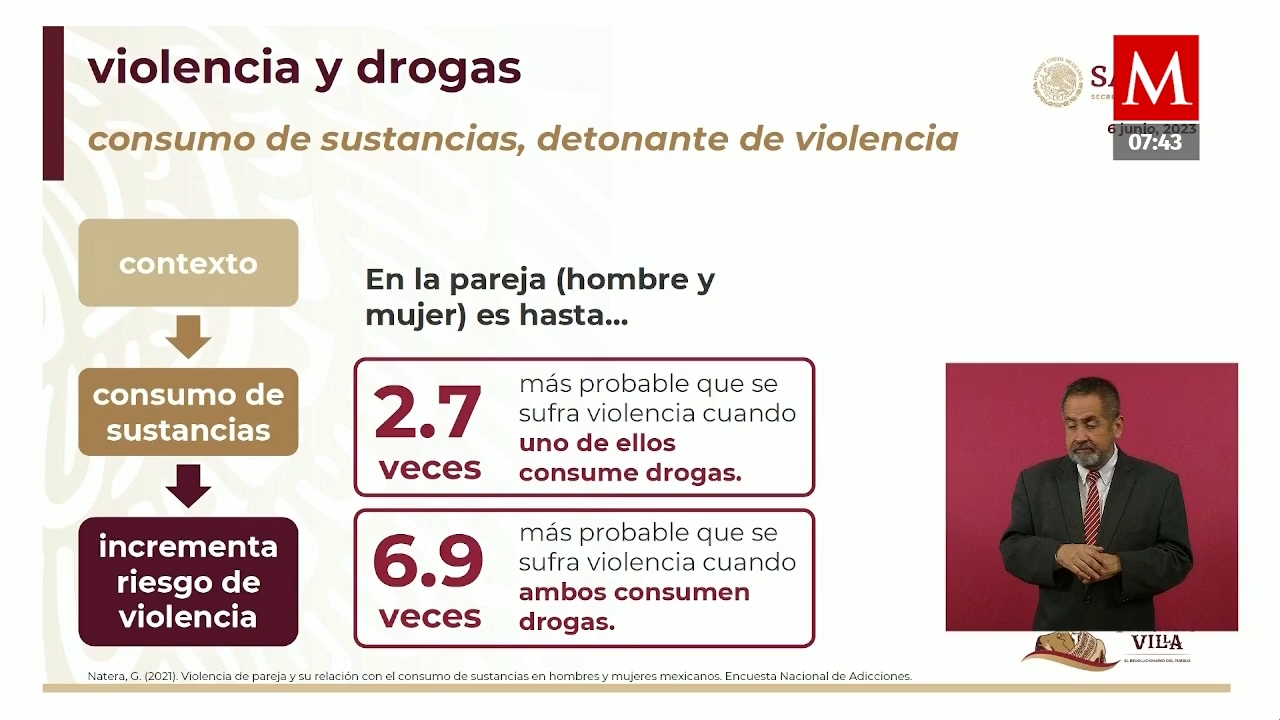 violencia y drogas
consumo de sustancias, detonante de violencia
M
6 junio, 2023
07:43
contexto
consumo de
sustancias
incrementa
riesgo de
violencia
En la pareja (hombre y
mujer) es hasta...
2.7
veces
más probable que se
sufra violencia cuando
uno de ellos
consume drogas.
6.9
veces
más probable que se
sufra violencia cuando
ambos consumen
drogas.
VILLA
EL REVOLUCIONARIO DEL PUEBLO
Natera, G. (2021). Violencia de pareja y su relación con el consumo de sustancias en hombres y mujeres mexicanos. Encuesta Nacional de Adicciones.